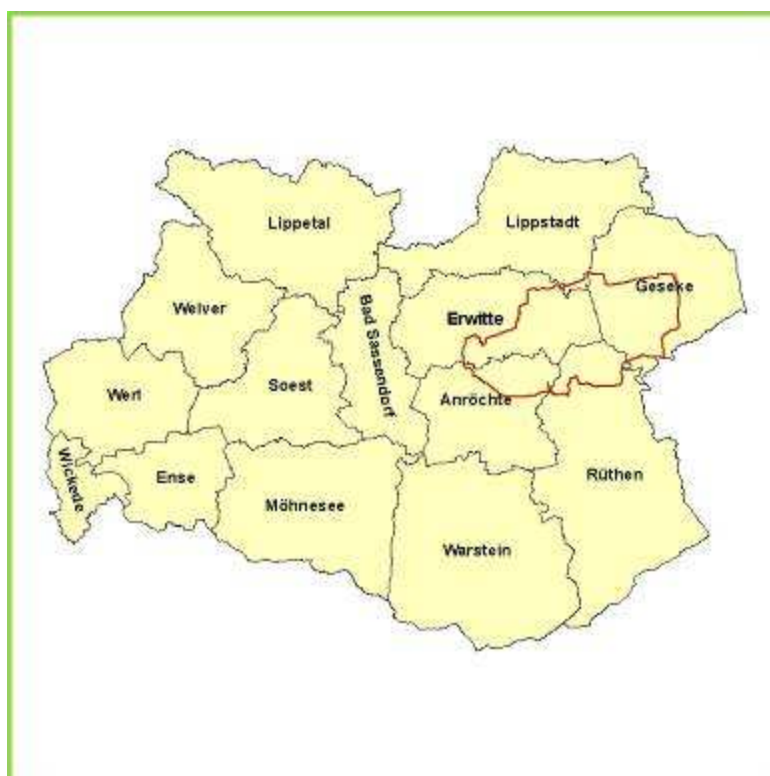 Lippetal
Lippstadt
Geseke
Welver
Bad Sassendorf
Erwitte
Soest
Werl
Anröchte
Wickede
Ense
Rüthen
Möhnesee
Warstein